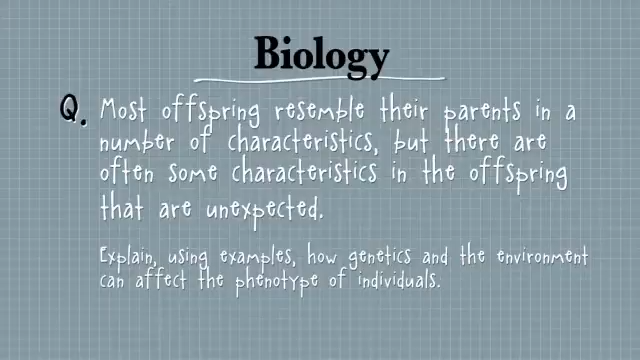 Biology
Q. Most offspring resemble their parents in a
number of characteristics, but there are
often some characteristics in the offspring
that are unexpected.
Explain, using examples, how genetics and the environment
can affect the phenotype of individuals.